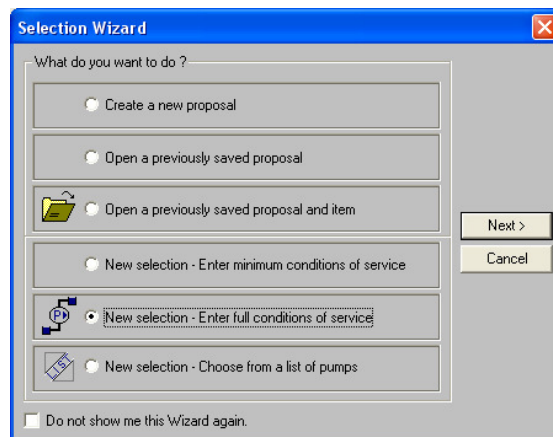 Selection Wizard
What do you want to do ?
Create a new proposal
Open a previously saved proposal
Open a previously saved proposal and item
New selection - Enter minimum conditions of service
New selection - Enter full conditions of service
New selection - Choose from a list of pumps
Next >
Cancel
Do not show me this Wizard again.